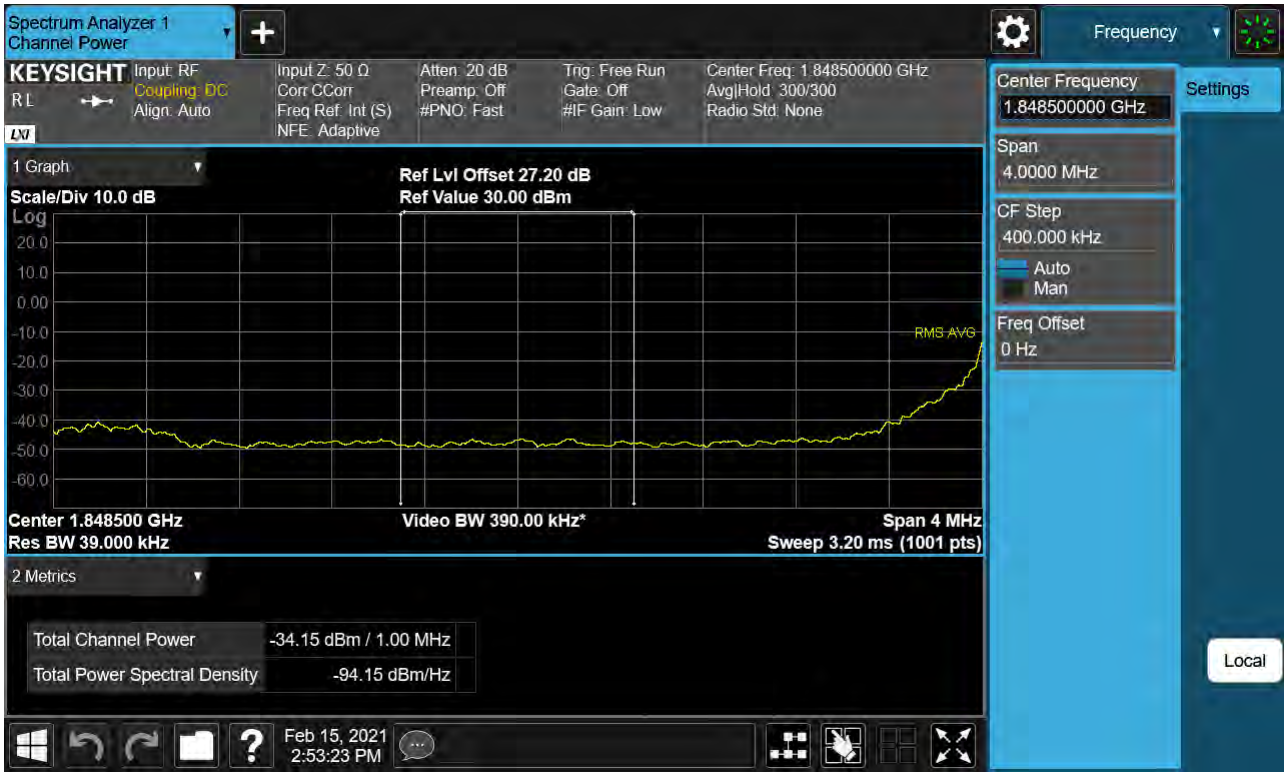 Spectrum Analyzer 1
Channel Power
Frequency
KEYSIGHT
R L
LXI
Input: RF
Coupling: DC
Align: Auto
Input Z: 50 Ω
Corr CCorr
Freq Ref: Int (S)
NFE: Adaptive
Atten: 20 dB
Preamp: Off
#PNO: Fast
Trig: Free Run
Gate: Off
#IF Gain: Low
Center Freq: 1.848500000 GHz
Avg|Hold: 300/300
Radio Std: None
1 Graph
Scale/Div 10.0 dB
Ref Lvl Offset 27.20 dB
Ref Value 30.00 dBm
Log
20.0
10.0
0.00
-10.0
-20.0
-30.0
-40.0
-50.0
-60.0
RMS AVG
Center 1.848500 GHz
Video BW 390.00 kHz*
Span 4 MHz
Res BW 39.000 kHz
Sweep 3.20 ms (1001 pts)
2 Metrics
Total Channel Power
-34.15 dBm / 1.00 MHz
Total Power Spectral Density
-94.15 dBm/Hz
Feb 15, 2021
2:53:23 PM
Center Frequency
1.848500000 GHz
Span
4.0000 MHz
CF Step
400.000 kHz
Auto
Man
Freq Offset
0 Hz
Settings
Local